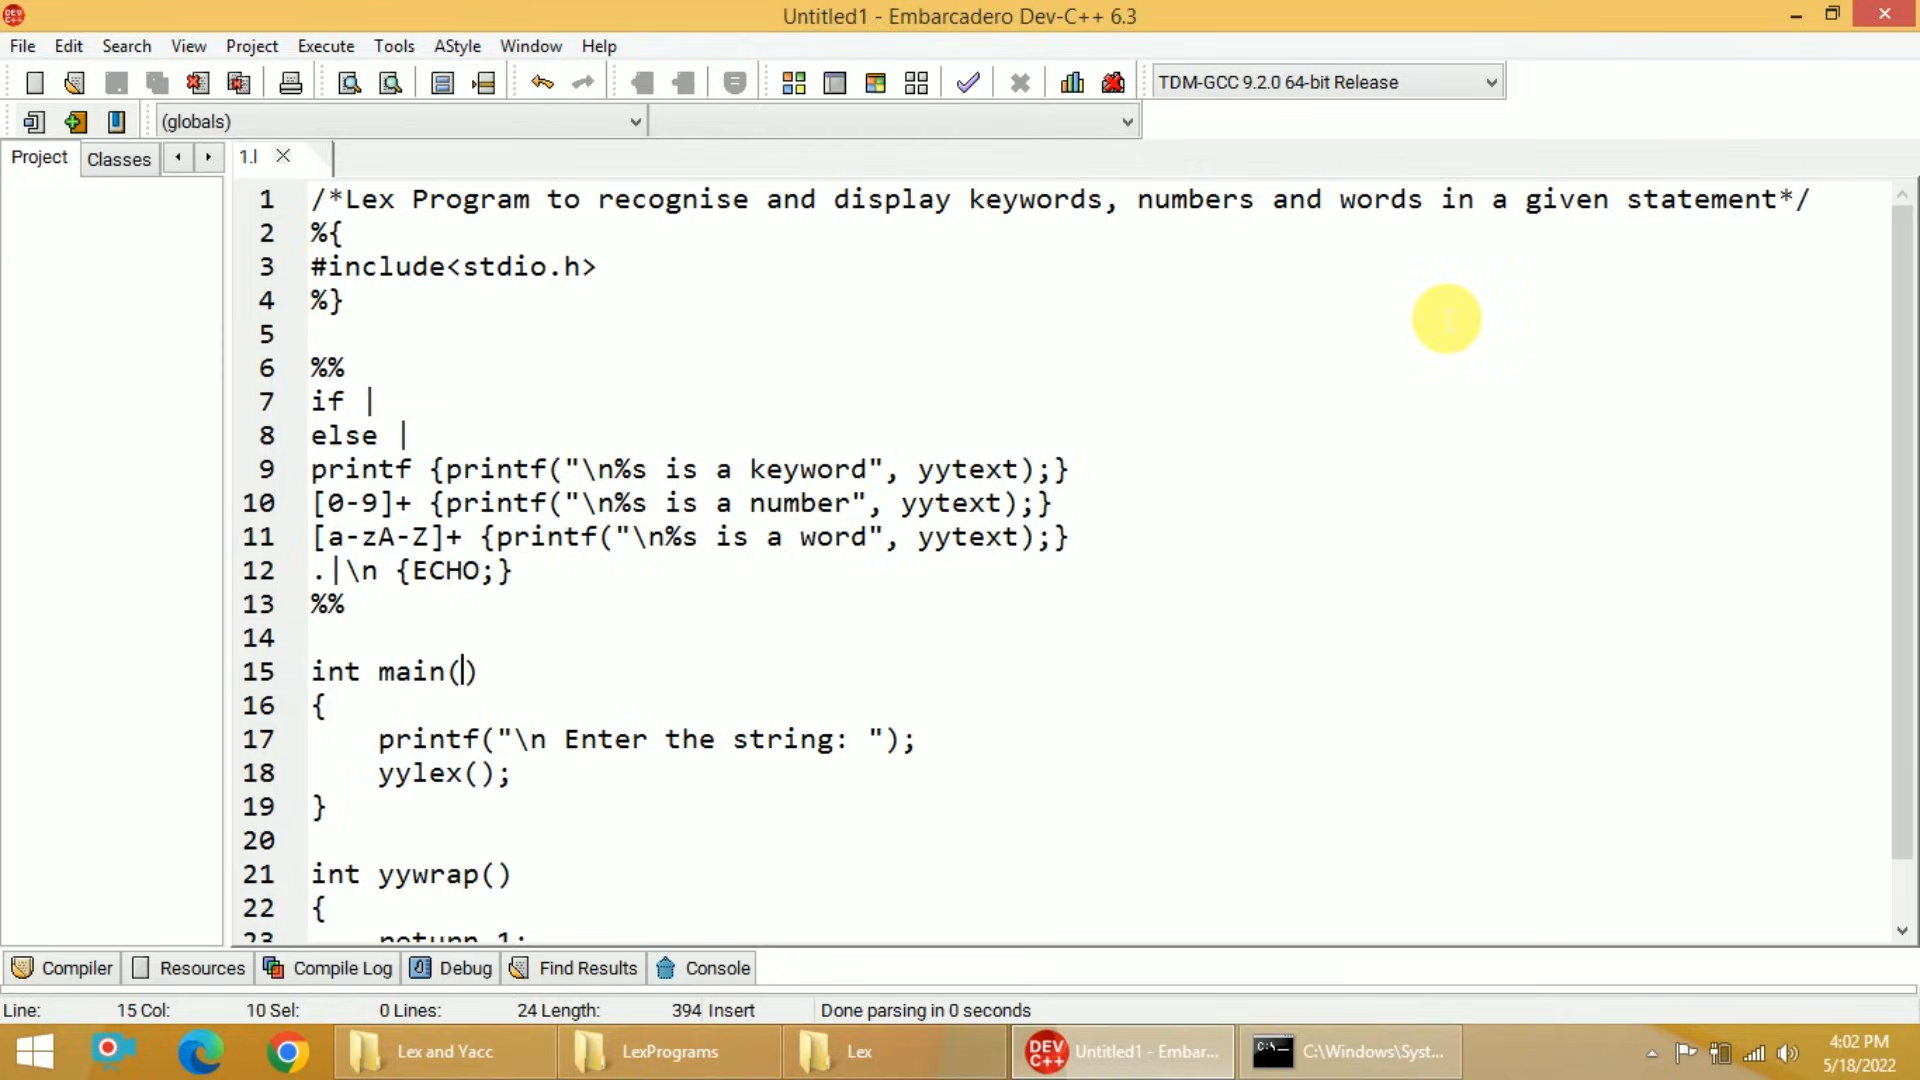 Untitled1 - Embarcadero Dev-C++ 6.3
File Edit Search View Project Execute Tools AStyle Window Help
TDM-GCC 9.2.0 64-bit Release
(globals)
Project Classes 1.l
1 /*Lex Program to recognise and display keywords, numbers and words in a given statement*/
2 %{
3 #include<stdio.h>
4 %}
5
6 %%
7 if |
8 else |
9 printf {printf("\n%s is a keyword", yytext);}
10 [0-9]+ {printf("\n%s is a number", yytext);}
11 [a-zA-Z]+ {printf("\n%s is a word", yytext);}
12 .|\n {ECHO;}
13 %%
14
15 int main()
16 {
17 printf("\n Enter the string: ");
18 yylex();
19 }
20
21 int yywrap()
22 {
23 return 1;
Compiler Resources Compile Log Debug Find Results Console
Line: 15 Col: 10 Sel: 0 Lines: 24 Length: 394 Insert Done parsing in 0 seconds
Lex and Yacc LexPrograms Lex DEV C++ Untitled1 - Embar... C:\Windows\Syst... 4:02 PM
5/18/2022